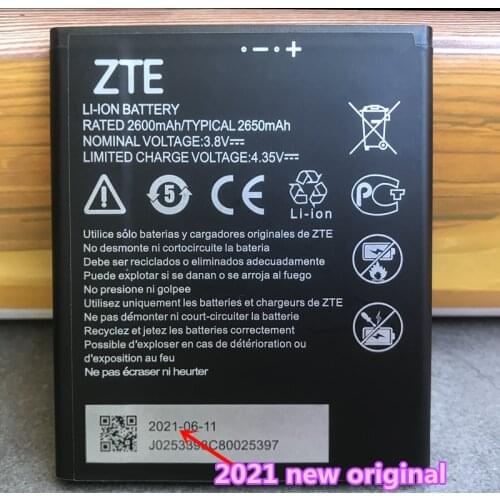 ZTE
LI-ION BATTERY
RATED 2600mAh/TYPICAL 2650mAh
NOMINAL VOLTAGE:3.8V⎓
LIMITED CHARGE VOLTAGE:4.35V⎓
5
Li-ion
Utilice sólo baterias y cargadores originales de ZTE
No desmonte ni cortocircuite la bateria
Debe ser reciclados o eliminados adecuadamente
Puede explotar si se danan o se arroja al fuego
No presione ni golpee
Utilisez uniquement les batteries et chargeurs de ZTE
Ne pas démonter ni court-circuiter la batterie
Recyclez et jetez les batteries correctement
Possible d'exploser en cas de détérioration ou
d'exposition au feu
Ne pas écraser ni heurter
2021-06-11
J0253398C80025397
2021 new original